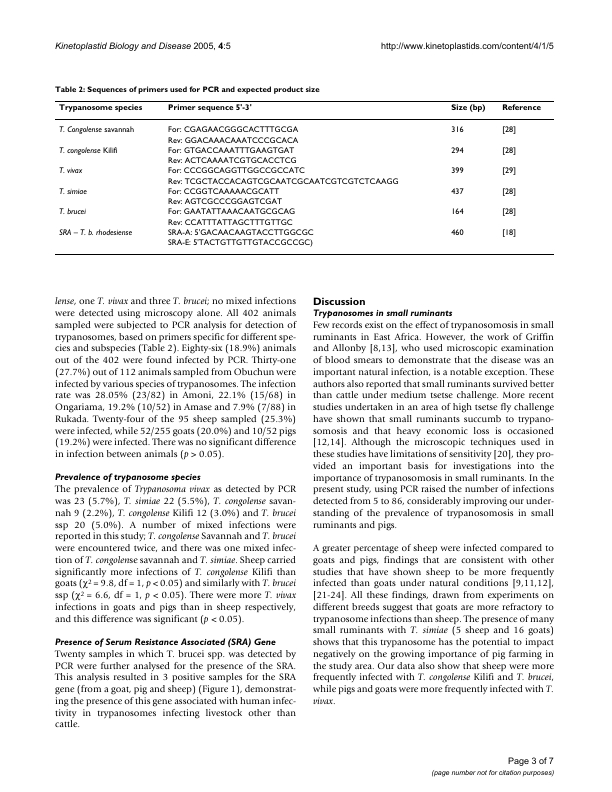 Kinetoplastid Biology and Disease 2005, 4:5
http://www.kinetoplastids.com/content/4/1/5
Table 2: Sequences of primers used for PCR and expected product size
Trypanosome species Primer sequence 5'-3' Size (bp) Reference
T. Congolense savannah For: CGAGAACGGGCACTTTGCGA 316 [28]
Rev: GGACAAACAAATCCCGCACA
T. congolense Kilifi For: GTGACCAAATTTGAAGTGAT 294 [28]
Rev: ACTCAAAATCGTGCACCTCG
T. vivax For: CCCGGCAGGTTGGCCGCCATC 399 [29]
Rev: TCGCTACCACAGTCGCAATCGCAATCGTCGTCTCAAGG
T. simiae For: CCGGTCAAAAACGCATT 437 [28]
Rev: AGTCGCCCGGAGTCGAT
T. brucei For: GAATATTAAACAATGCGCAG 164 [28]
Rev: CCATTTATTAGCTTTGTTGC
SRA – T. b. rhodesiense SRA-A: 5'GACAACAAGTACCTTGGCGC 460 [18]
SRA-E: 5'TACTGTTGTTGTACCGCCGC)
lense, one T. vivax and three T. brucei; no mixed infections
were detected using microscopy alone. All 402 animals
sampled were subjected to PCR analysis for detection of
trypanosomes, based on primers specific for different spe-
cies and subspecies (Table 2). Eighty-six (18.9%) animals
out of the 402 were found infected by PCR. Thirty-one
(27.7%) out of 112 animals sampled from Obuchun were
infected by various species of trypanosomes. The infection
rate was 28.05% (23/82) in Amoni, 22.1% (15/68) in
Ongariama, 19.2% (10/52) in Amase and 7.9% (7/88) in
Rukada. Twenty-four of the 95 sheep sampled (25.3%)
were infected, while 52/255 goats (20.0%) and 10/52 pigs
(19.2%) were infected. There was no significant difference
in infection between animals (p > 0.05).
Prevalence of trypanosome species
The prevalence of Trypanosoma vivax as detected by PCR
was 23 (5.7%), T. simiae 22 (5.5%), T. congolense savan-
nah 9 (2.2%), T. congolense Kilifi 12 (3.0%) and T. brucei
ssp 20 (5.0%). A number of mixed infections were
reported in this study; T. congolense Savannah and T. brucei
were encountered twice, and there was one mixed infec-
tion of T. congolense savannah and T. simiae. Sheep carried
significantly more infections of T. congolense Kilifi than
goats (χ² = 9.8, df = 1, p < 0.05) and similarly with T. brucei
ssp (χ² = 6.6, df = 1, p < 0.05). There were more T. vivax
infections in goats and pigs than in sheep respectively,
and this difference was significant (p < 0.05).
Presence of Serum Resistance Associated (SRA) Gene
Twenty samples in which T. brucei spp. was detected by
PCR were further analysed for the presence of the SRA.
This analysis resulted in 3 positive samples for the SRA
gene (from a goat, pig and sheep) (Figure 1), demonstrat-
ing the presence of this gene associated with human infec-
tivity in trypanosomes infecting livestock other than
cattle.
Discussion
Trypanosomes in small ruminants
Few records exist on the effect of trypanosomosis in small
ruminants in East Africa. However, the work of Griffin
and Allonby [8,13], who used microscopic examination
of blood smears to demonstrate that the disease was an
important natural infection, is a notable exception. These
authors also reported that small ruminants survived better
than cattle under medium tsetse challenge. More recent
studies undertaken in an area of high tsetse fly challenge
have shown that small ruminants succumb to trypano-
somosis and that heavy economic loss is occasioned
[12,14]. Although the microscopic techniques used in
these studies have limitations of sensitivity [20], they pro-
vided an important basis for investigations into the
importance of trypanosomosis in small ruminants. In the
present study, using PCR raised the number of infections
detected from 5 to 86, considerably improving our under-
standing of the prevalence of trypanosomosis in small
ruminants and pigs.
A greater percentage of sheep were infected compared to
goats and pigs, findings that are consistent with other
studies that have shown sheep to be more frequently
infected than goats under natural conditions [9,11,12],
[21-24]. All these findings, drawn from experiments on
different breeds suggest that goats are more refractory to
trypanosome infections than sheep. The presence of many
small ruminants with T. simiae (5 sheep and 16 goats)
shows that this trypanosome has the potential to impact
negatively on the growing importance of pig farming in
the study area. Our data also show that sheep were more
frequently infected with T. congolense Kilifi and T. brucei,
while pigs and goats were more frequently infected with T.
vivax.
Page 3 of 7
(page number not for citation purposes)